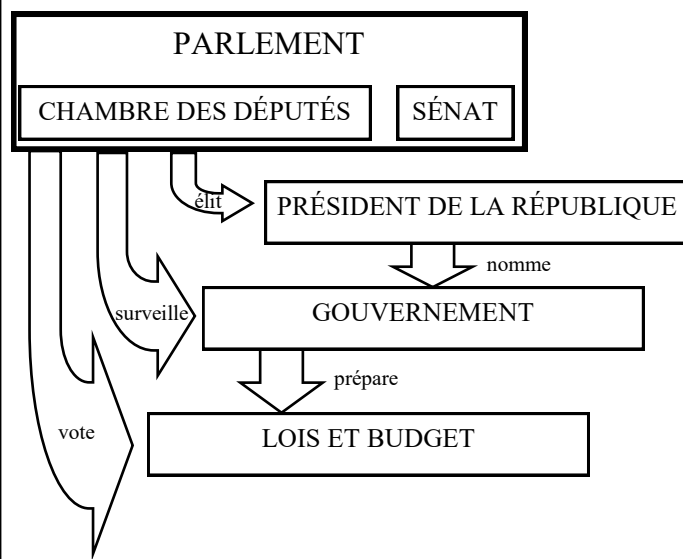 PARLEMENT
CHAMBRE DES DÉPUTÉS
SÉNAT
élit
PRÉSIDENT DE LA RÉPUBLIQUE
nomme
surveille
GOUVERNEMENT
prépare
vote
LOIS ET BUDGET